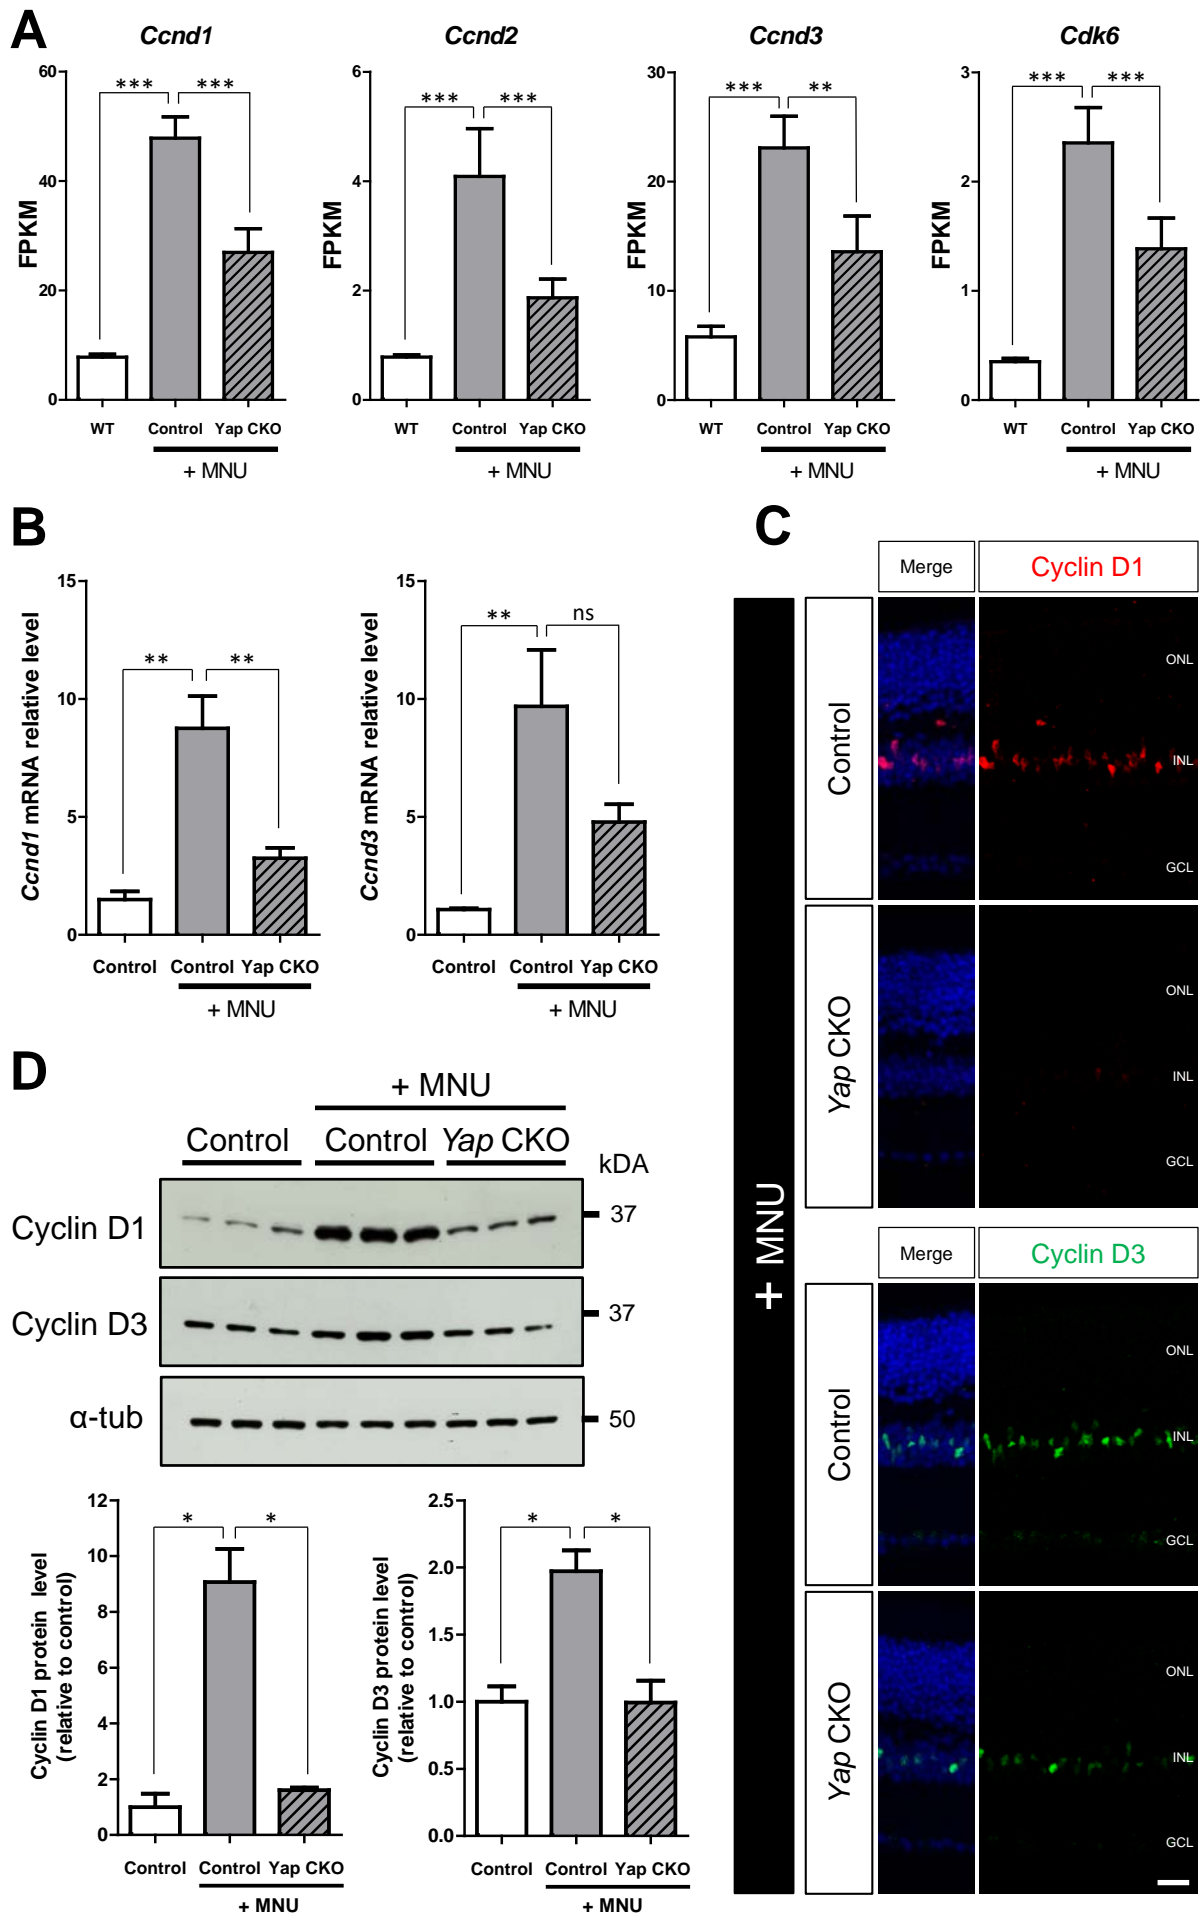 A
Ccnd1
Ccnd2
Ccnd3
Cdk6
FPKM
60
40
20
0
*** ***
WT Control Yap CKO
+ MNU
FPKM
6
4
2
0
*** ***
WT Control Yap CKO
+ MNU
FPKM
30
20
10
0
*** **
WT Control Yap CKO
+ MNU
FPKM
3
2
1
0
*** ***
WT Control Yap CKO
+ MNU
B
Ccnd1 mRNA relative level
15
10
5
0
** **
Control Control Yap CKO
+ MNU
Ccnd3 mRNA relative level
15
10
5
0
** ns
Control Control Yap CKO
+ MNU
C
Merge Cyclin D1
+ MNU
Control
ONL
INL
GCL
Yap CKO
ONL
INL
GCL
Merge Cyclin D3
Control
ONL
INL
GCL
Yap CKO
ONL
INL
GCL
D
+ MNU
Control Control Yap CKO
kDA
Cyclin D1 37
Cyclin D3 37
α-tub 50
Cyclin D1 protein level
(relative to control)
12
10
8
6
4
2
0
* *
Control Control Yap CKO
+ MNU
Cyclin D3 protein level
(relative to control)
2.5
2.0
1.5
1.0
0.5
0.0
* *
Control Control Yap CKO
+ MNU